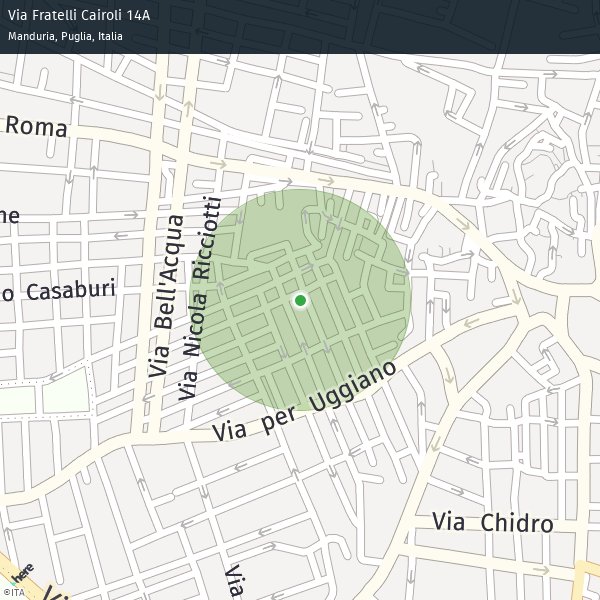 Via Fratelli Cairoli 14A
Manduria, Puglia, Italia
Roma
ne
o Casaburi
Via Bell'Acqua
Via Nicola Ricciotti
Via per Uggiano
Via Chidro
Via
Vi
here
©ITA